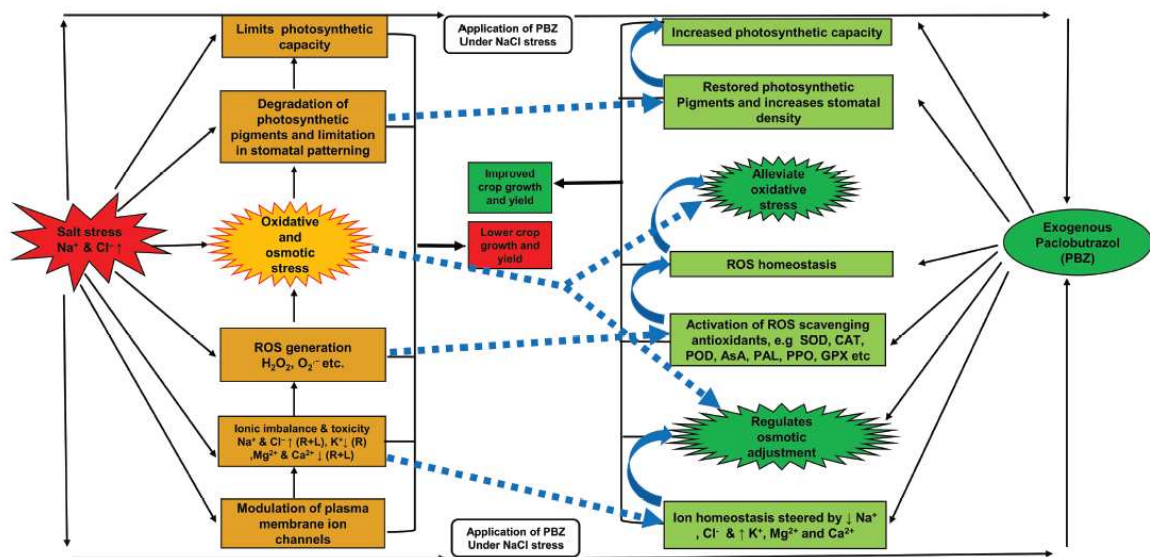 Limits photosynthetic
capacity
Degradation of
photosynthetic
pigments and limitation
in stomatal patterning
Salt stress
Na⁺ & Cl⁻ ↑
Oxidative
and
osmotic
stress
ROS generation
H₂O₂, O₂·⁻ etc.
Ionic imbalance & toxicity
Na⁺ & Cl⁻ ↑ (R+L), K⁺↓ (R)
,Mg²⁺ & Ca²⁺ ↓ (R+L)
Modulation of plasma
membrane ion
channels
Application of PBZ
Under NaCl stress
Improved
crop growth
and yield
Lower crop
growth and
yield
Application of PBZ
Under NaCl stress
Increased photosynthetic capacity
Restored photosynthetic
Pigments and increases stomatal
density
Alleviate
oxidative
stress
ROS homeostasis
Activation of ROS scavenging
antioxidants, e.g SOD, CAT,
POD, AsA, PAL, PPO, GPX etc
Regulates
osmotic
adjustment
Ion homeostasis steered by ↓ Na⁺
, Cl⁻ & ↑ K⁺, Mg²⁺ and Ca²⁺
Exogenous
Paclobutrazol
(PBZ)